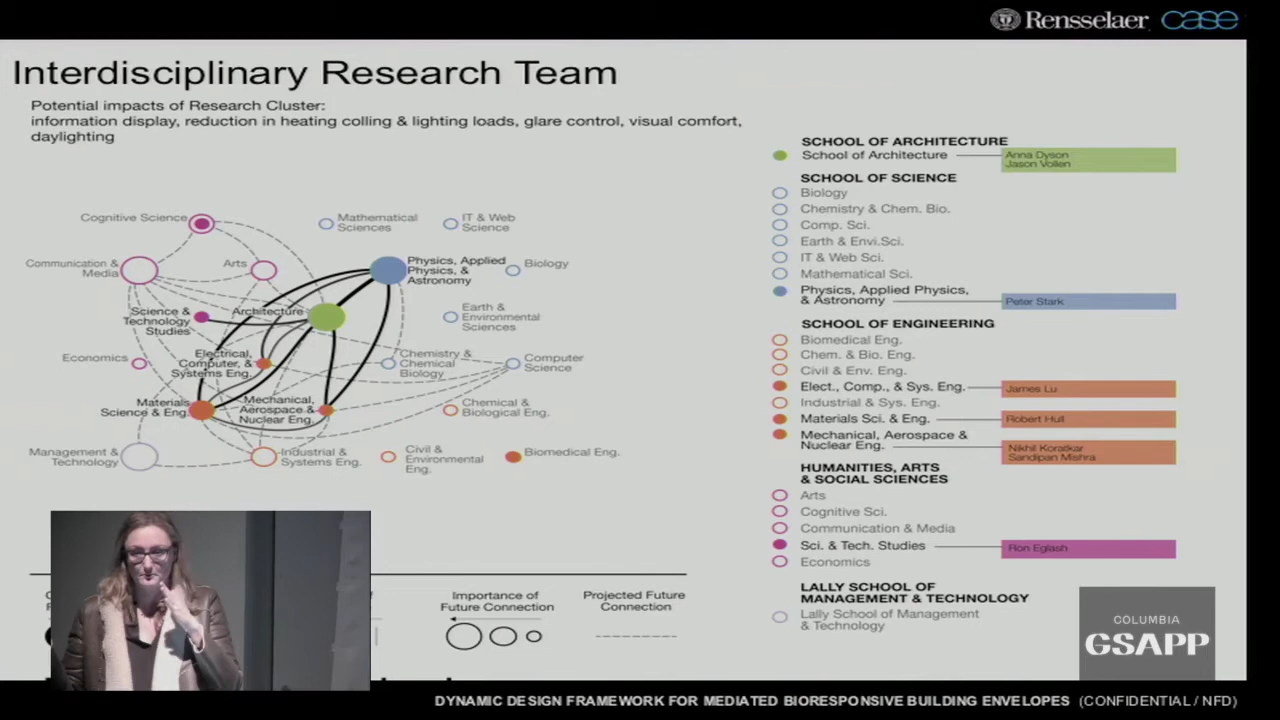 Rensselaer case
Interdisciplinary Research Team
Potential impacts of Research Cluster:
information display, reduction in heating colling & lighting loads, glare control, visual comfort,
daylighting
Cognitive Science
Mathematical
Sciences
IT & Web
Science
Communication &
Media
Arts
Physics, Applied
Physics, &
Astronomy
Biology
Science &
Technology
Studies
Architecture
Earth &
Environmental
Sciences
Economics
Electrical,
Computer, &
Systems Eng.
Chemistry &
Chemical
Biology
Computer
Science
Materials
Science & Eng.
Mechanical,
Aerospace &
Nuclear Eng.
Chemical &
Biological Eng.
Management &
Technology
Industrial &
Systems Eng.
Civil &
Environmental
Eng.
Biomedical Eng.
Importance of
Future Connection
Projected Future
Connection
SCHOOL OF ARCHITECTURE
School of Architecture
Anna Dyson
Jason Vollen
SCHOOL OF SCIENCE
Biology
Chemistry & Chem. Bio.
Comp. Sci.
Earth & Envi.Sci.
IT & Web Sci.
Mathematical Sci.
Physics, Applied Physics,
& Astronomy
Peter Stark
SCHOOL OF ENGINEERING
Biomedical Eng.
Chem. & Bio. Eng.
Civil & Env. Eng.
Elect., Comp., & Sys. Eng.
James Lu
Industrial & Sys. Eng.
Materials Sci. & Eng.
Robert Hull
Mechanical, Aerospace &
Nuclear Eng.
Nikhil Koratkar
Sandipan Mishra
HUMANITIES, ARTS
& SOCIAL SCIENCES
Arts
Cognitive Sci.
Communication & Media
Sci. & Tech. Studies
Ron Eglash
Economics
LALLY SCHOOL OF
MANAGEMENT & TECHNOLOGY
Lally School of Management
& Technology
COLUMBIA
GSAPP
DYNAMIC DESIGN FRAMEWORK FOR MEDIATED BIORESPONSIVE BUILDING ENVELOPES (CONFIDENTIAL / NFD)